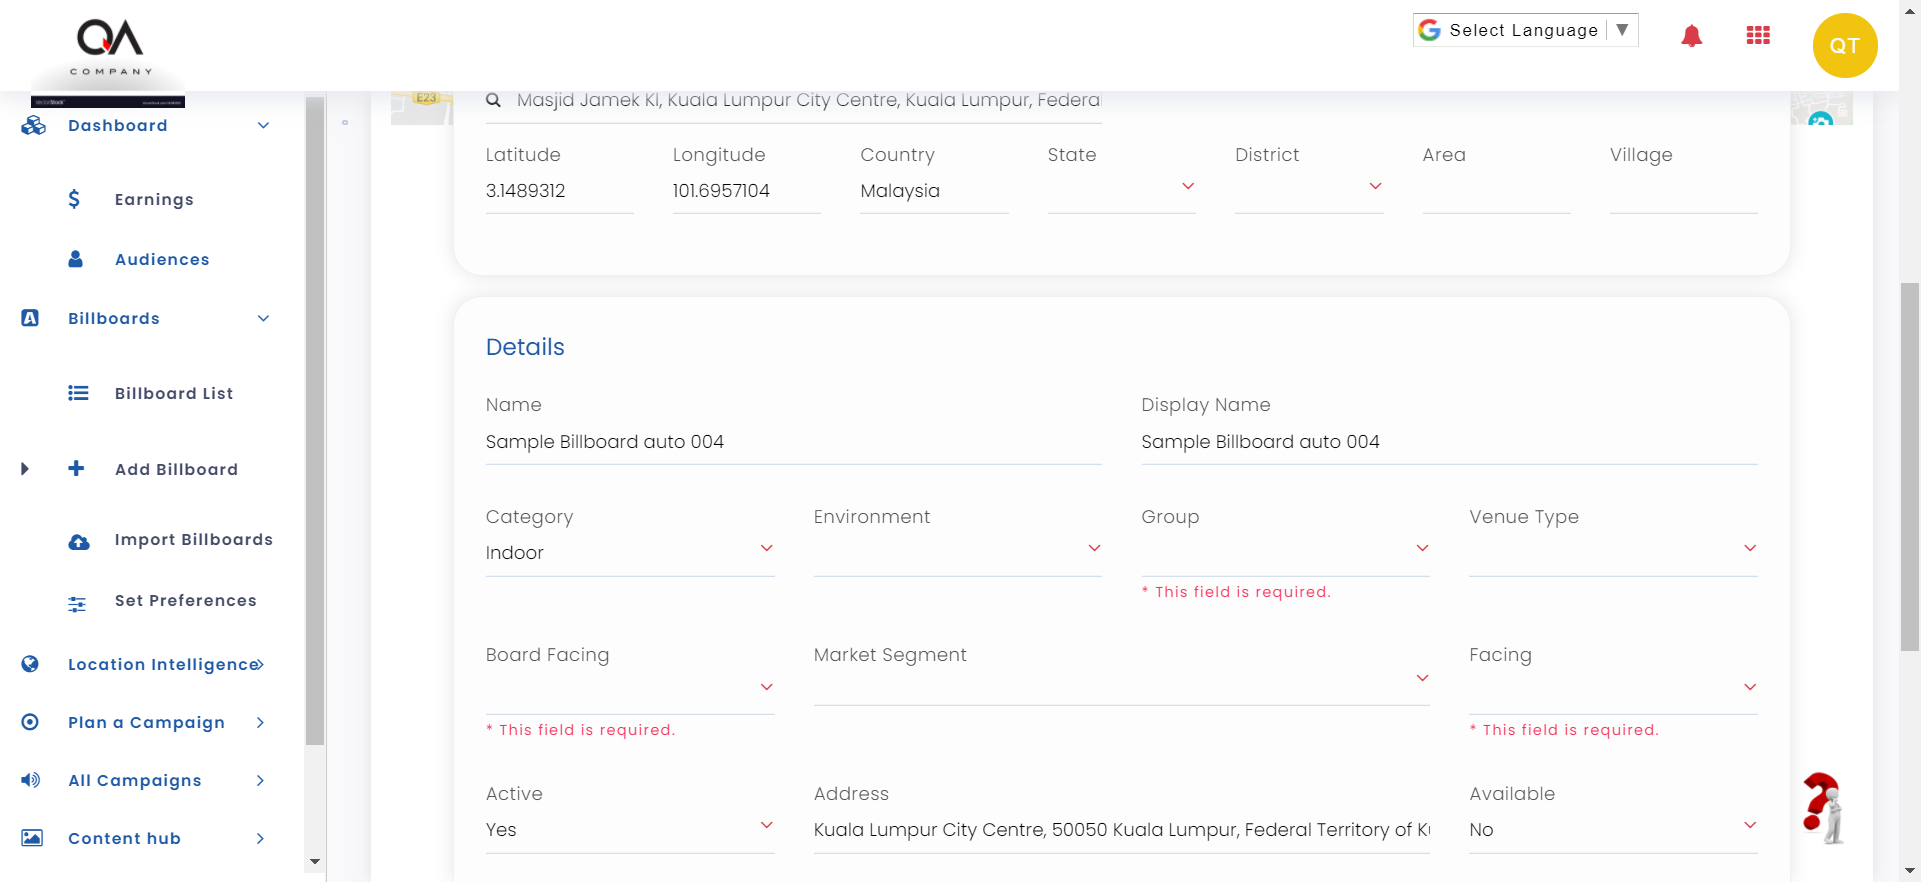 QA
COMPANY
Select Language ▼
QT
E23
Masjid Jamek Kl, Kuala Lumpur City Centre, Kuala Lumpur, Federal
Dashboard
Latitude Longitude Country State District Area Village
3.1489312 101.6957104 Malaysia
Earnings
Audiences
Billboards
Details
Name Display Name
Billboard List
Sample Billboard auto 004 Sample Billboard auto 004
Add Billboard
Category Environment Group Venue Type
Import Billboards
Indoor
* This field is required.
Set Preferences
Board Facing Market Segment Facing
Location Intelligence
Plan a Campaign
* This field is required. * This field is required.
All Campaigns
Active Address Available
Yes Kuala Lumpur City Centre, 50050 Kuala Lumpur, Federal Territory of No
Content hub